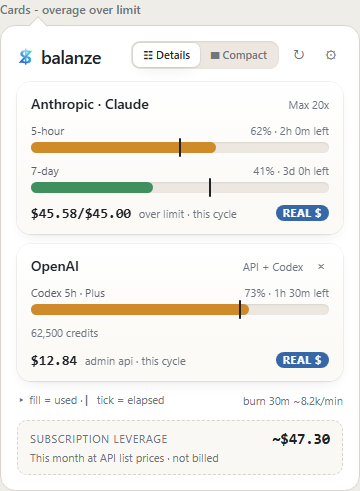 Cards - overage over limit
balanze
Details
Compact
Anthropic · Claude
Max 20x
5-hour
62% · 2h 0m left
7-day
41% · 3d 0h left
$45.58/$45.00 over limit · this cycle
REAL $
OpenAI
API + Codex ×
Codex 5h · Plus
73% · 1h 30m left
62,500 credits
$12.84 admin api · this cycle
REAL $
‣ fill = used · | tick = elapsed
burn 30m ~8.2k/min
SUBSCRIPTION LEVERAGE
~$47.30
This month at API list prices · not billed